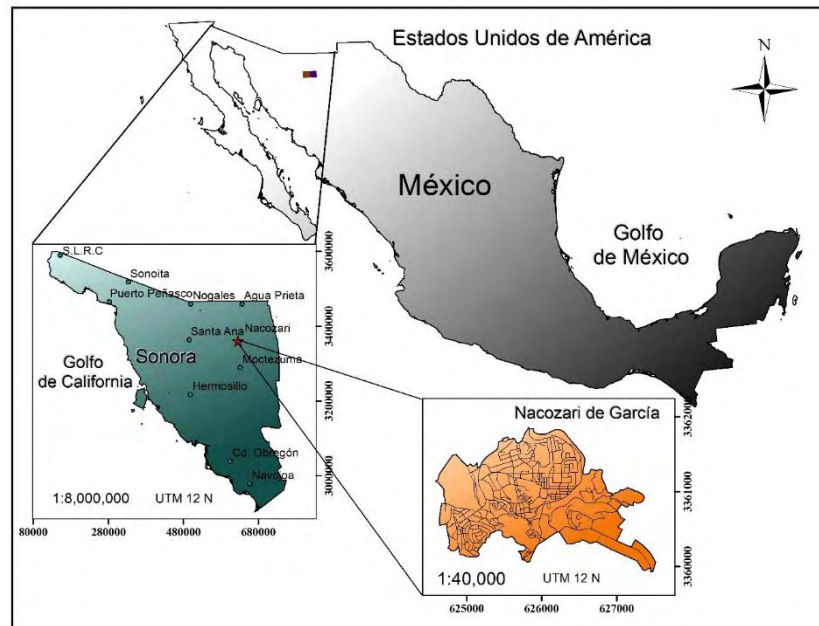 Estados Unidos de América
N
México
Golfo
de México
S.L.R.C
Sonoita
Puerto Peñasco
Nogales
Agua Prieta
Santa Ana
Nacozari
Golfo
de California
Sonora
Moctezuma
Hermosillo
Cd. Obregón
Navojoa
1:8,000,000
UTM 12 N
3600000
3400000
3200000
3000000
80000
280000
480000
680000
Nacozari de García
1:40,000
UTM 12 N
3362000
3361000
3360000
625000
626000
627000